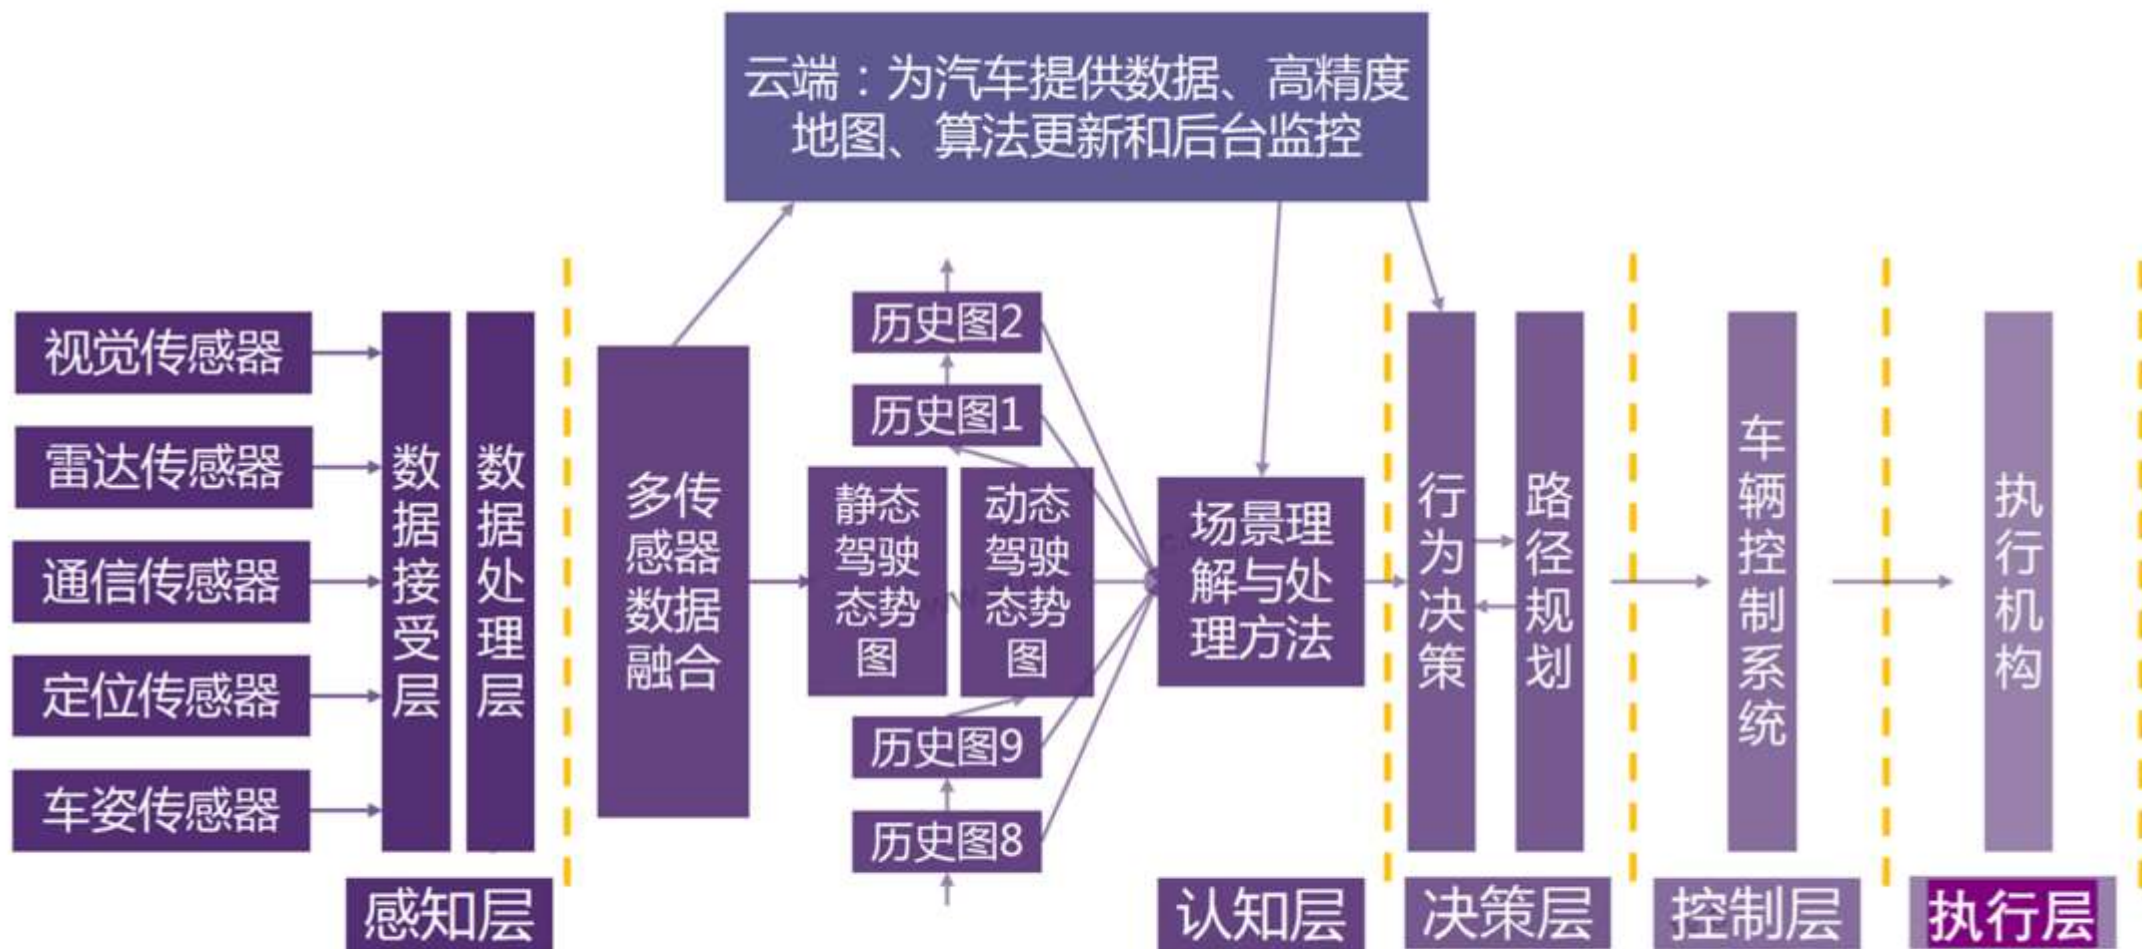 云端：为汽车提供数据、高精度
地图、算法更新和后台监控
视觉传感器
雷达传感器
通信传感器
定位传感器
车姿传感器
数据接受层
数据处理层
多传
感器
数据
融合
历史图2
历史图1
静态
驾驶
态势
图
动态
驾驶
态势
图
历史图9
历史图8
场景理
解与处
理方法
行为决策
路径规划
车辆控制系统
执行机构
感知层
认知层
决策层
控制层
执行层